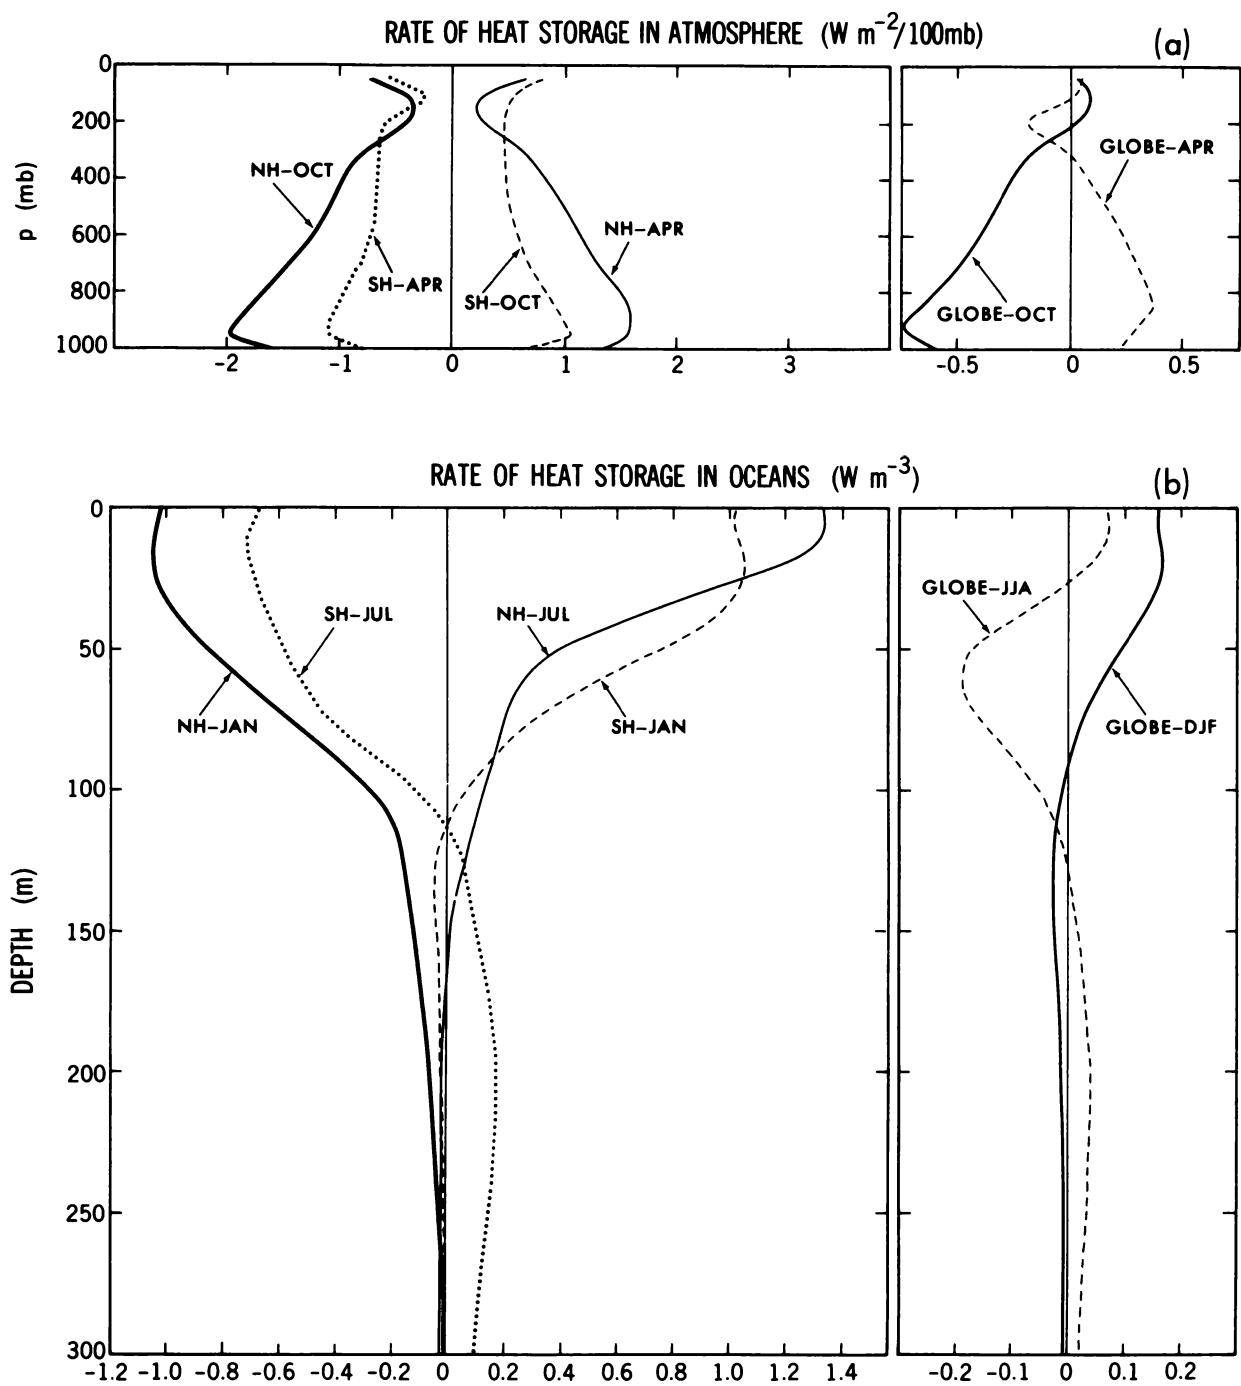 RATE OF HEAT STORAGE IN ATMOSPHERE (W m⁻²/100mb) (a)
0
200
400
600
800
1000
p (mb)
NH–OCT
SH–APR
SH–OCT
NH–APR
GLOBE–APR
GLOBE–OCT
-2 -1 0 1 2 3 -0.5 0 0.5
RATE OF HEAT STORAGE IN OCEANS (W m⁻³) (b)
0
50
100
150
200
250
300
DEPTH (m)
SH–JUL
NH–JUL
NH–JAN
SH–JAN
GLOBE–JJA
GLOBE–DJF
-1.2 -1.0 -0.8 -0.6 -0.4 -0.2 0 0.2 0.4 0.6 0.8 1.0 1.2 1.4 -0.2 -0.1 0 0.1 0.2